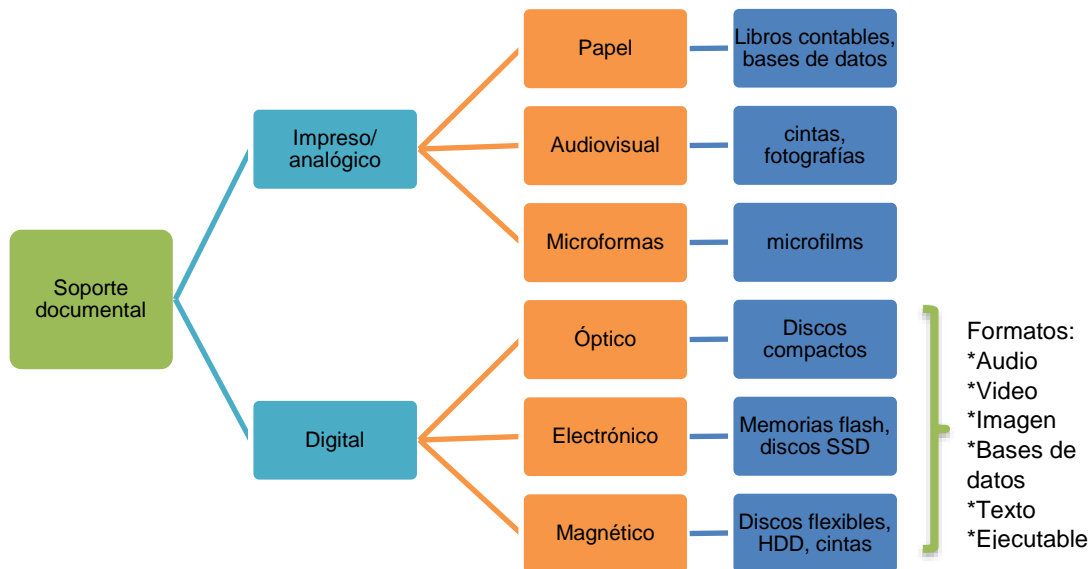 Soporte
documental
Impreso/
analógico
Digital
Papel
Audiovisual
Microformas
Óptico
Electrónico
Magnético
Libros contables,
bases de datos
cintas,
fotografías
microfilms
Discos
compactos
Memorias flash,
discos SSD
Discos flexibles,
HDD, cintas
Formatos:
*Audio
*Video
*Imagen
*Bases de
datos
*Texto
*Ejecutable